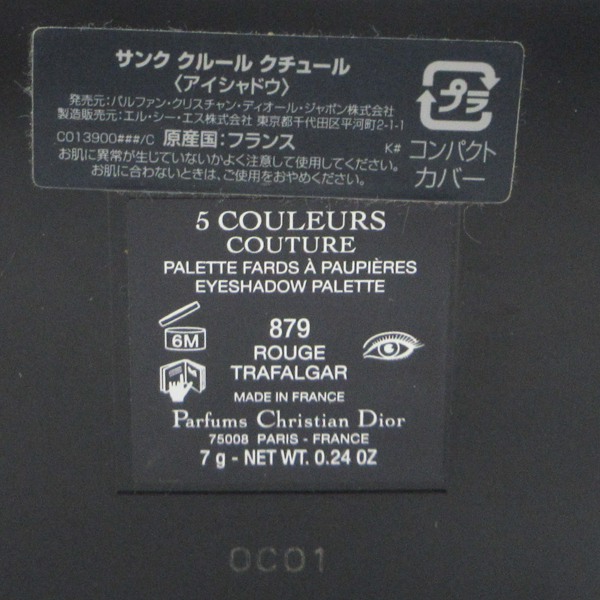 サンク クルール クチュール
〈アイシャドウ〉
発売元:パルファン・クリスチャン・ディオール・ジャポン株式会社
製造販売元:エル・シー・エス株式会社 東京都千代田区平河町2-1-1
C013900###/C 原産国:フランス K#
お肌に異常が生じていないかよく注意して使用してください。
お肌に合わないときは、ご使用をおやめください。
プラ
コンパクト
カバー
5 COULEURS
COUTURE
PALETTE FARDS À PAUPIÈRES
EYESHADOW PALETTE
6M
879
ROUGE
TRAFALGAR
MADE IN FRANCE
Parfums Christian Dior
75008 PARIS - FRANCE
7 g - NET WT. 0.24 OZ
0C01